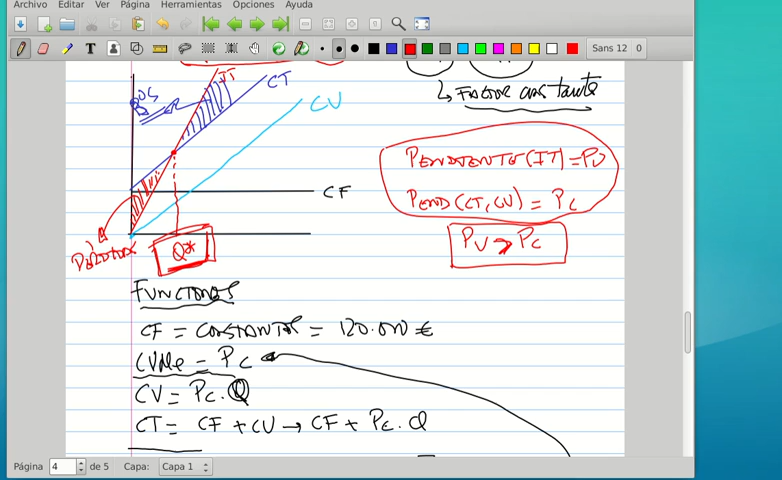 Archivo Editar Ver Página Herramientas Opciones Ayuda
Sans 12 0
IT
CT
CV
CF
Q*
↳ FACTOR CONSTANTE
PENDIENTE (IT) = PV
PEND (CT, CV) = Pc
PV > Pc
FUNCIONES
CF = CONSTANTE = 120.000 €
CVMe = Pc
CV = Pc . Q
CT = CF + CV → CF + Pc . Q
Página 4 de 5 Capa: Capa 1